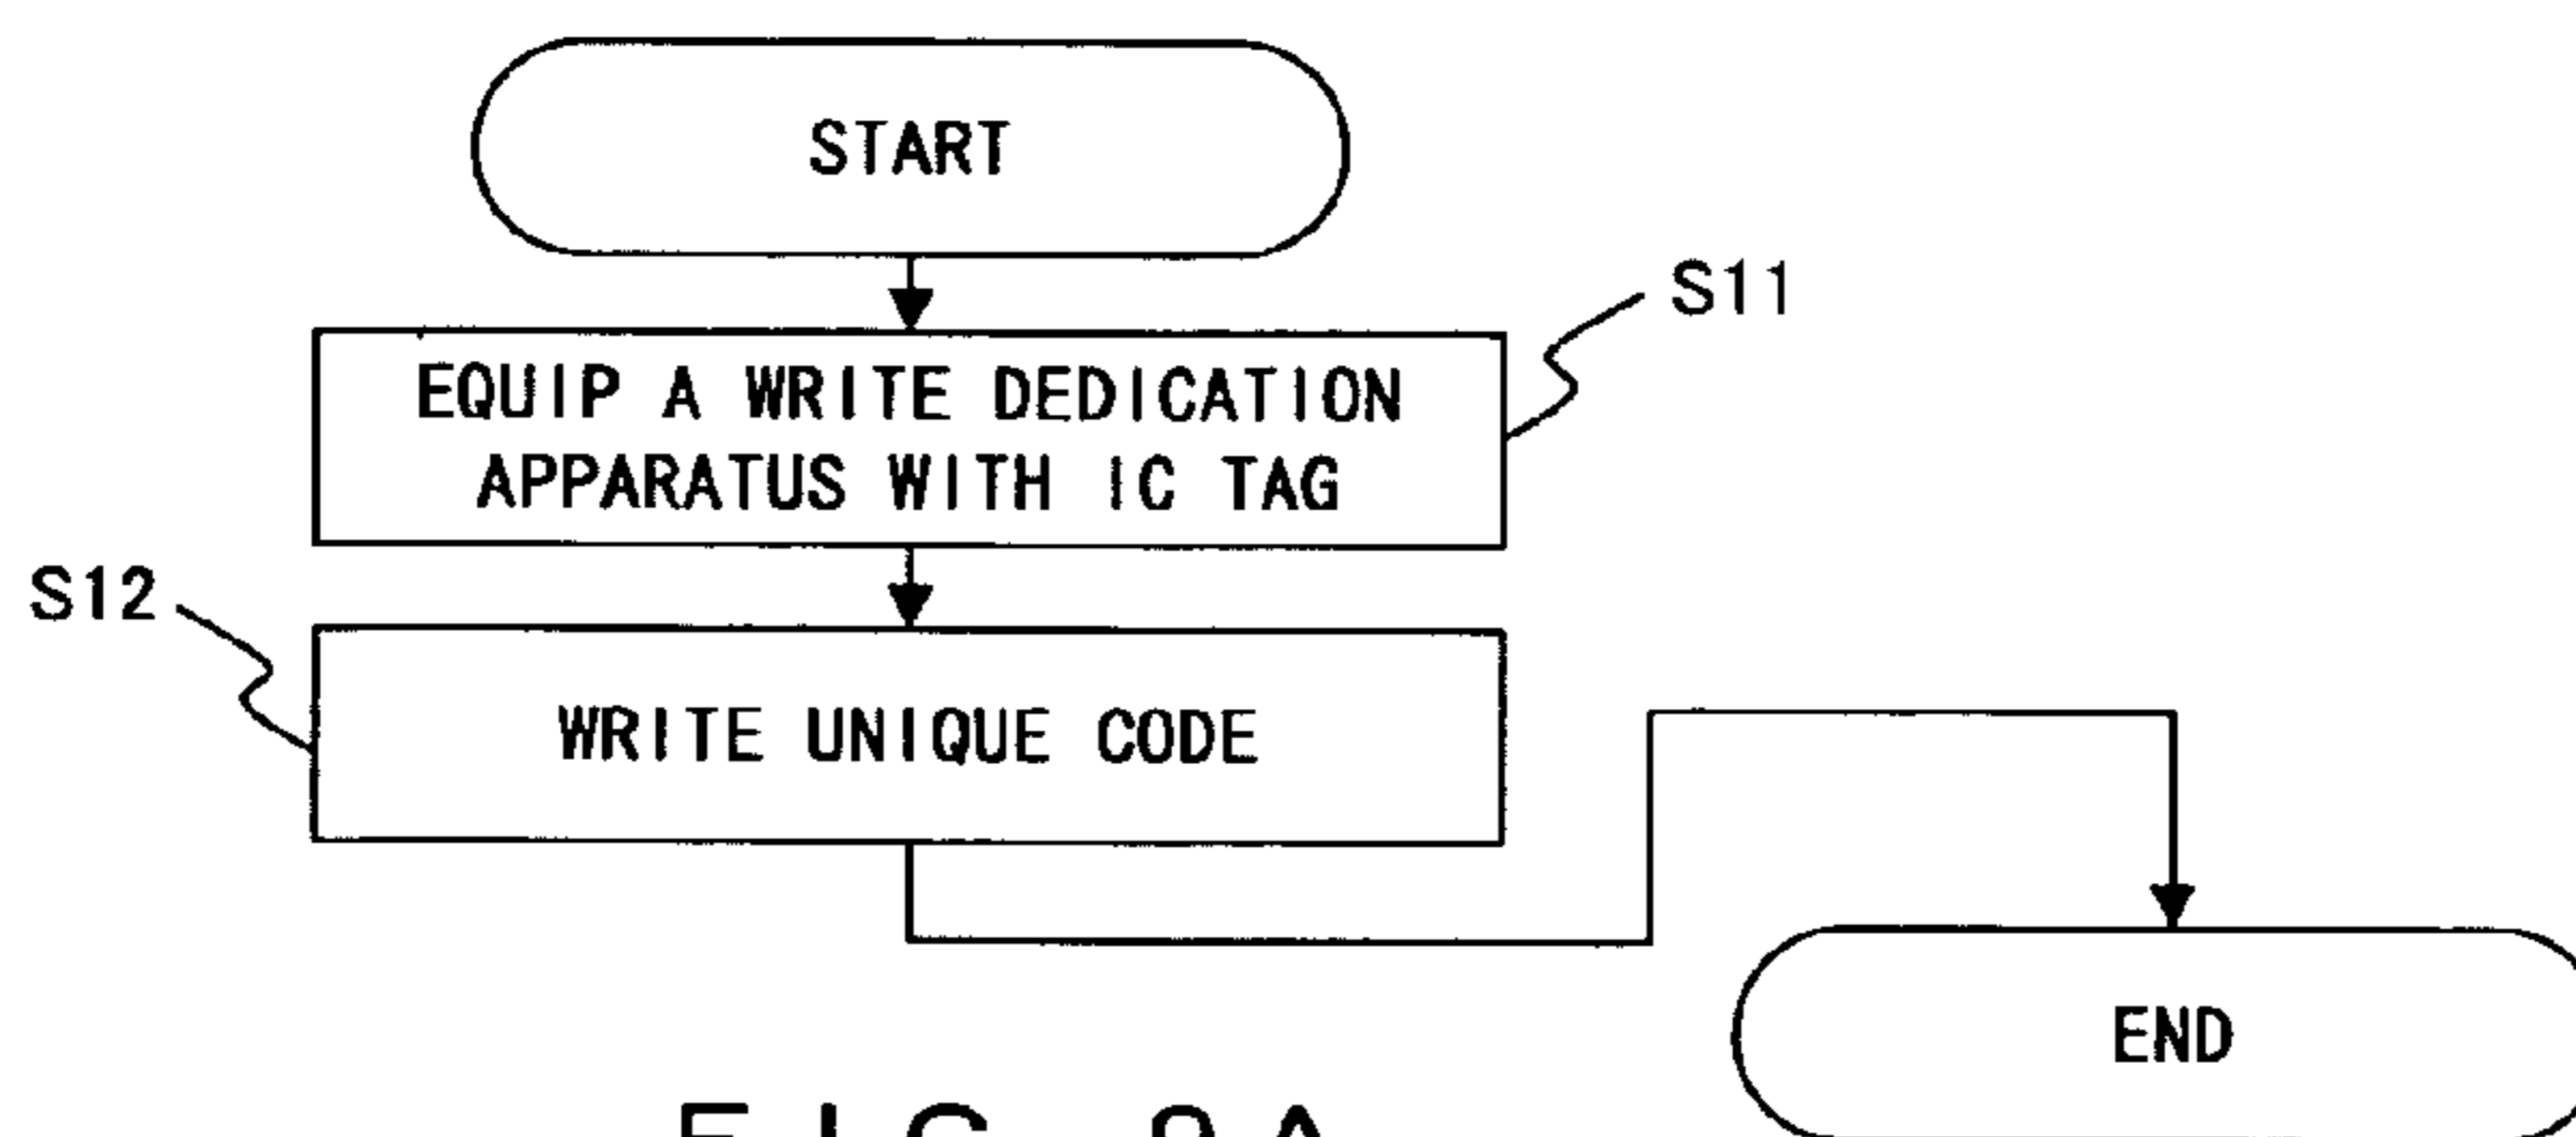 START
S11
EQUIP A WRITE DEDICATION
APPARATUS WITH IC TAG
S12
WRITE UNIQUE CODE
END